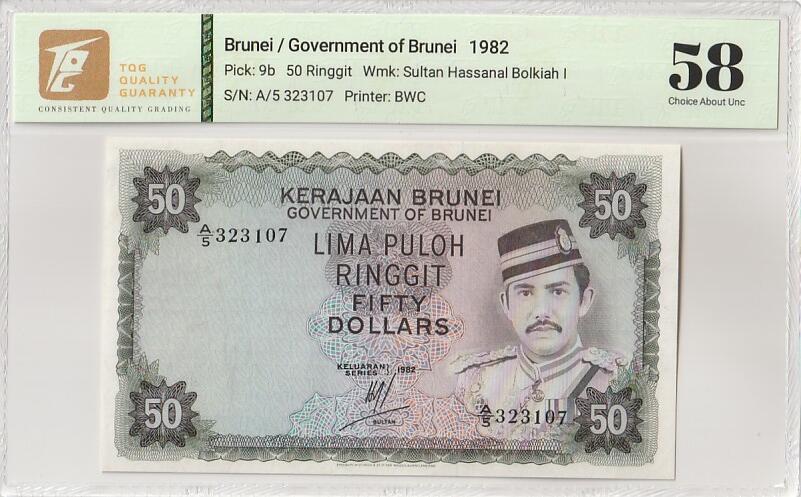 TQG
QUALITY
GUARANTY
CONSISTENT QUALITY GRADING
Brunei / Government of Brunei 1982
Pick: 9b 50 Ringgit Wmk: Sultan Hassanal Bolkiah I
S/N: A/5 323107 Printer: BWC
58
Choice About Unc
50
50
KERAJAAN BRUNEI
GOVERNMENT OF BRUNEI
A/5 323107
LIMA PULOH
RINGGIT
FIFTY
DOLLARS
KELUARAN
SERIES 1982
SULTAN
A/5 323107
50
50